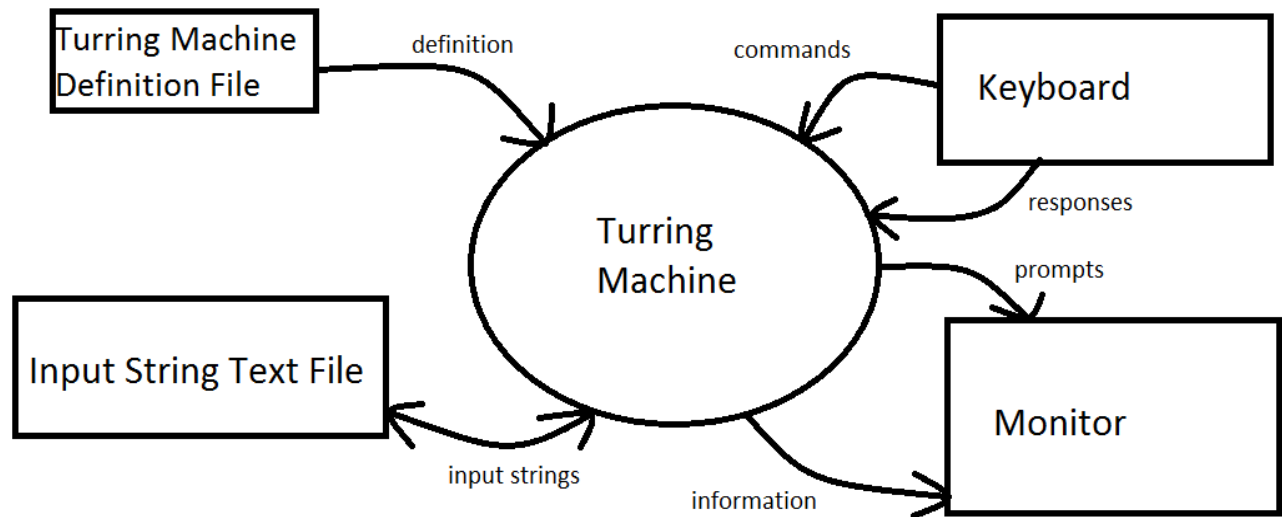 Turring Machine
Definition File
definition
commands
Keyboard
responses
Turring
Machine
prompts
Input String Text File
Monitor
input strings
information